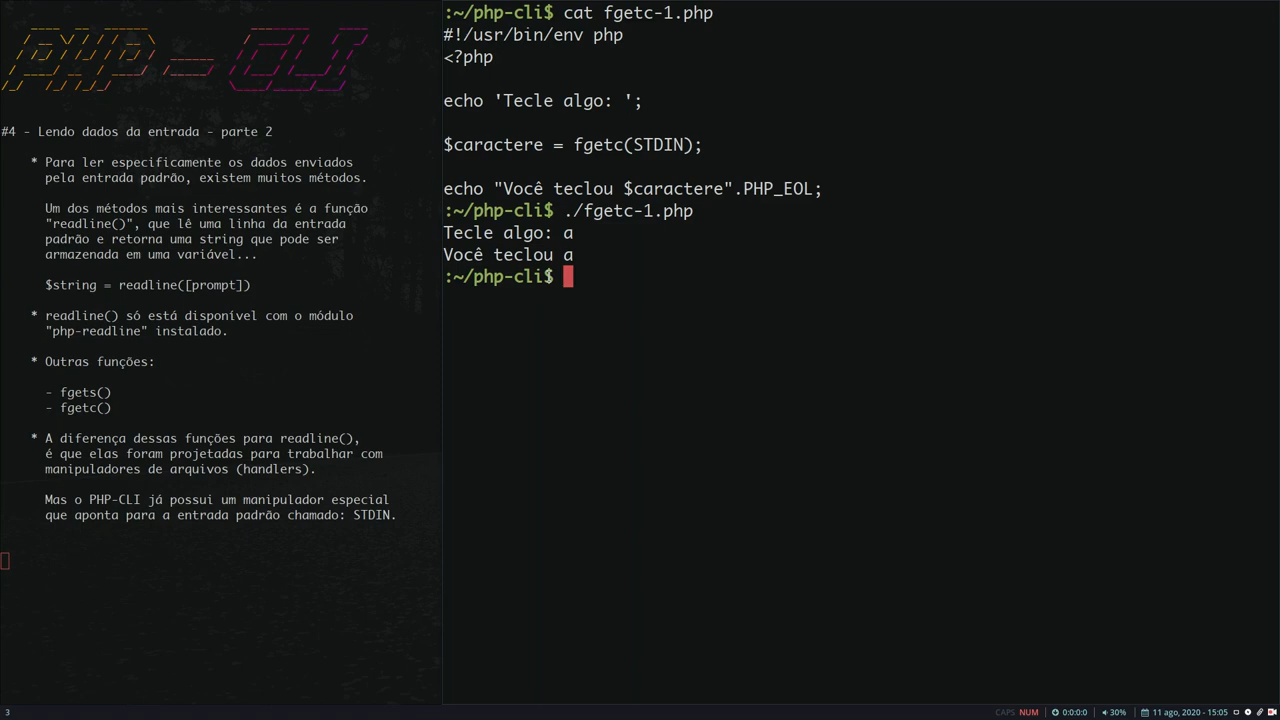 PHP-CLI
#4 - Lendo dados da entrada - parte 2
* Para ler especificamente os dados enviados
pela entrada padrão, existem muitos métodos.
Um dos métodos mais interessantes é a função
"readline()", que lê uma linha da entrada
padrão e retorna uma string que pode ser
armazenada em uma variável...
$string = readline([prompt])
* readline() só está disponível com o módulo
"php-readline" instalado.
* Outras funções:
- fgets()
- fgetc()
* A diferença dessas funções para readline(),
é que elas foram projetadas para trabalhar com
manipuladores de arquivos (handlers).
Mas o PHP-CLI já possui um manipulador especial
que aponta para a entrada padrão chamado: STDIN.
:~/php-cli$ cat fgetc-1.php
#!/usr/bin/env php
<?php
echo 'Tecle algo: ';
$caractere = fgetc(STDIN);
echo "Você teclou $caractere".PHP_EOL;
:~/php-cli$ ./fgetc-1.php
Tecle algo: a
Você teclou a
:~/php-cli$
3
CAPS NUM 0:0:0:0 30% 11 ago, 2020 - 15:05